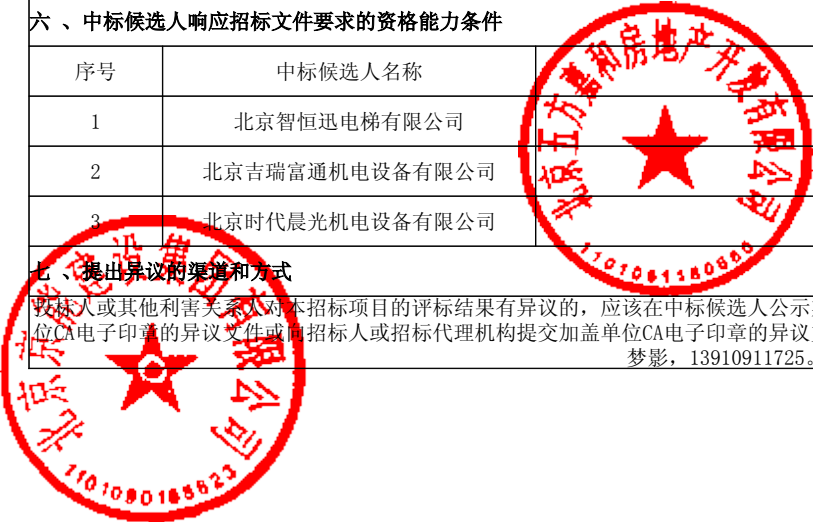 六 、中标候选人响应招标文件要求的资格能力条件
序号 中标候选人名称
1 北京智恒迅电梯有限公司
2 北京吉瑞富通机电设备有限公司
3 北京时代晨光机电设备有限公司
北京五方嘉和房地产开发有限公司
七 、提出异议的渠道和方式
投标人或其他利害关系人对本招标项目的评标结果有异议的，应该在中标候选人公示
位CA电子印章的异议文件或向招标人或招标代理机构提交加盖单位CA电子印章的异议
梦影，13910911725。